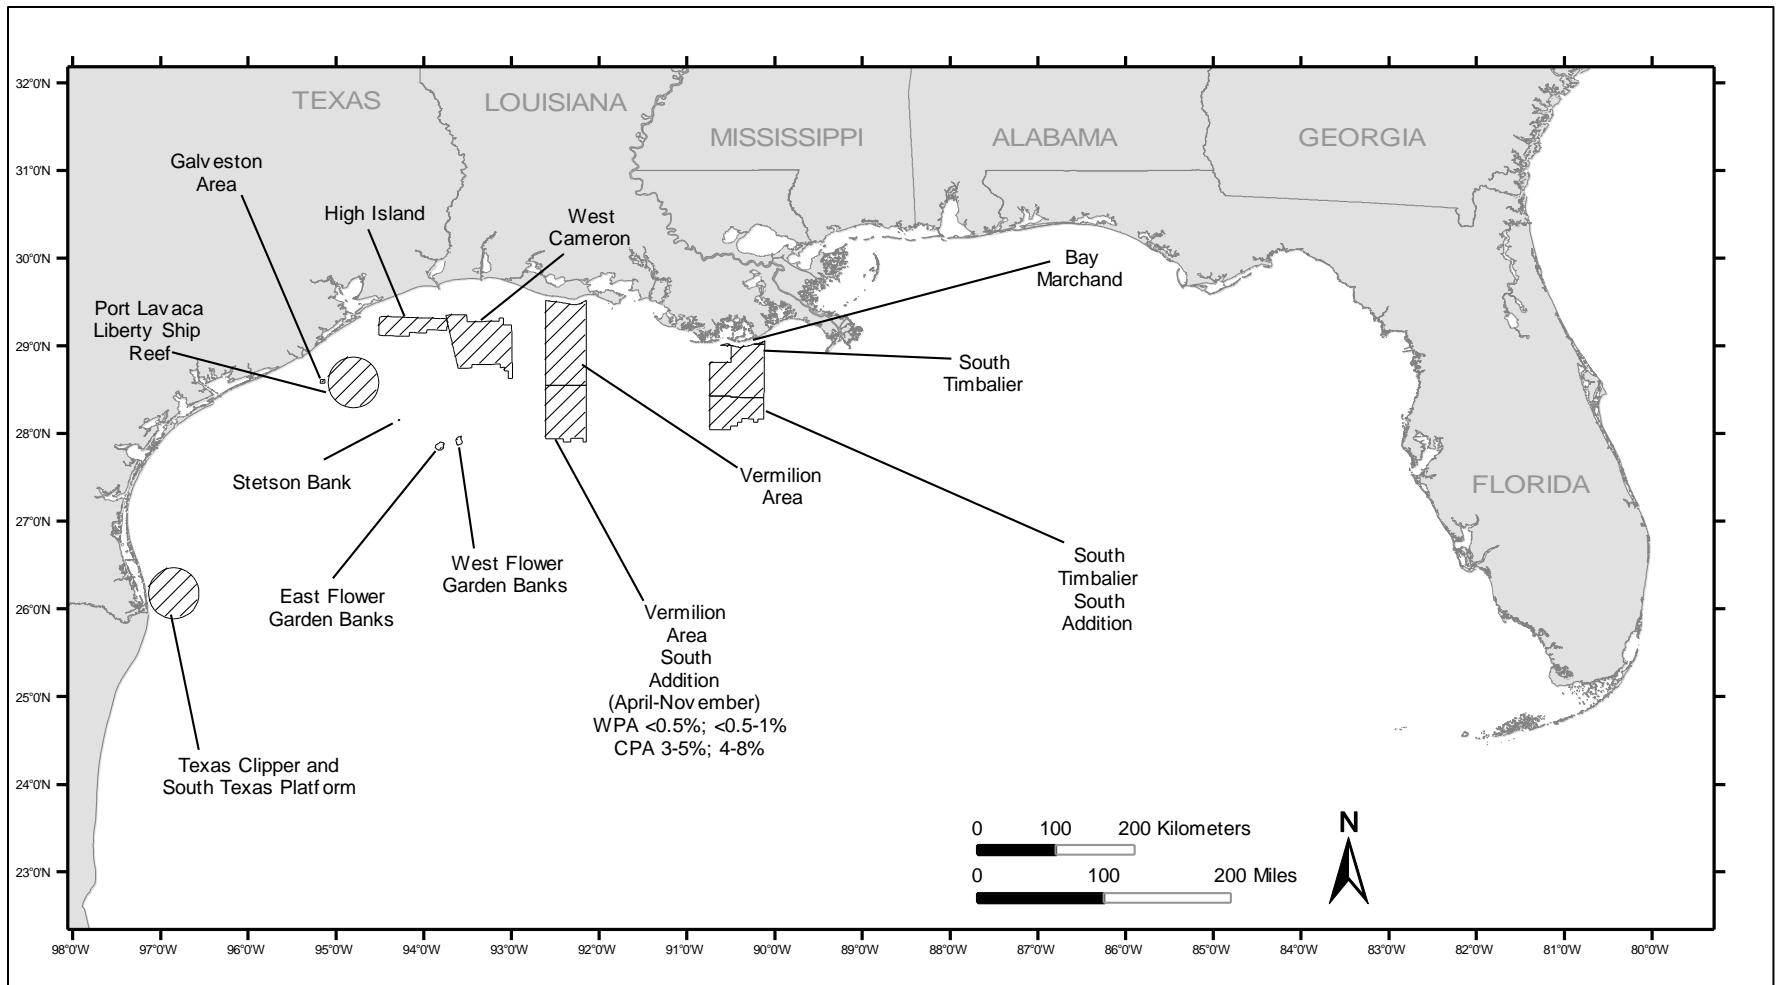 TEXAS
LOUISIANA
MISSISSIPPI
ALABAMA
GEORGIA
FLORIDA
Galveston
Area
High Island
West
Cameron
Port Lavaca
Liberty Ship
Reef
Bay
Marchand
South
Timbalier
Stetson Bank
Vermilion
Area
West Flower
Garden Banks
East Flower
Garden Banks
South
Timbalier
South
Addition
Vermilion
Area
South
Addition
(April-November)
WPA <0.5%; <0.5-1%
CPA 3-5%; 4-8%
Texas Clipper and
South Texas Platform
0 100 200 Kilometers
0 100 200 Miles
N
32°0'N
31°0'N
30°0'N
29°0'N
28°0'N
27°0'N
26°0'N
25°0'N
24°0'N
23°0'N
98°0'W 97°0'W 96°0'W 95°0'W 94°0'W 93°0'W 92°0'W 91°0'W 90°0'W 89°0'W 88°0'W 87°0'W 86°0'W 85°0'W 84°0'W 83°0'W 82°0'W 81°0'W 80°0'W